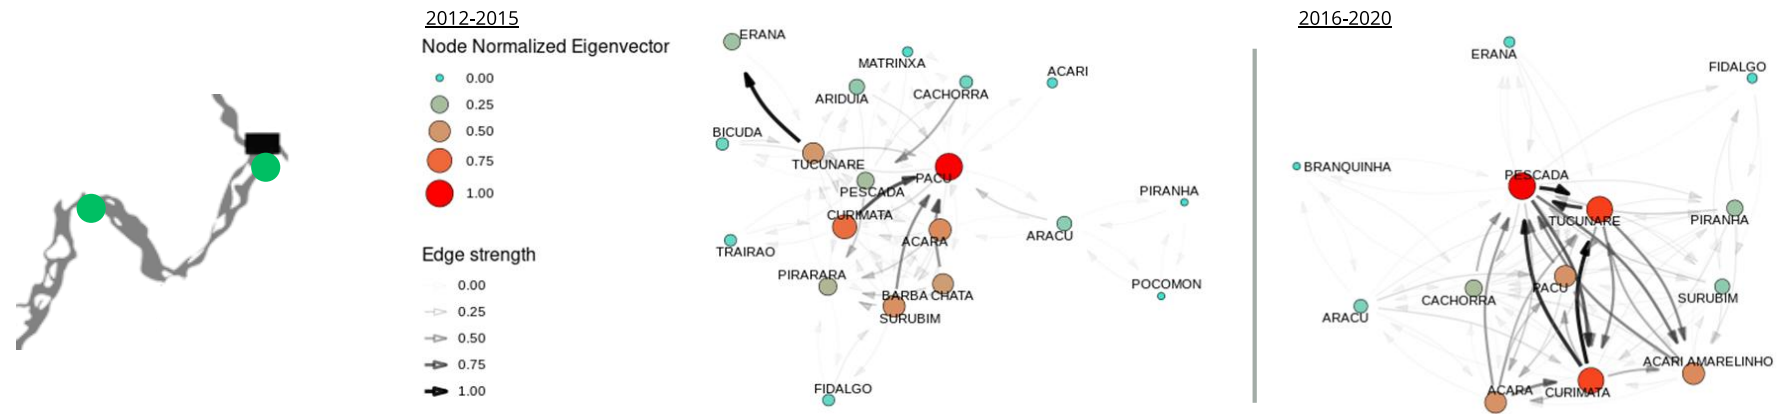 2012-2015
Node Normalized Eigenvector
0.00
0.25
0.50
0.75
1.00
Edge strength
0.00
0.25
0.50
0.75
1.00
ERANA
MATRINXA
ACARI
ARIDUIA
CACHORRA
BICUDA
TUCUNARE
PESCADA
PACU
PIRANHA
CURIMATA
ARACU
ACARA
TRAIRAO
PIRARARA
POCOMON
BARBA CHATA
SURUBIM
FIDALGO
2016-2020
ERANA
FIDALGO
BRANQUINHA
PESCADA
TUCUNARE
PIRANHA
PACU
CACHORRA
SURUBIM
ARACU
ACARI AMARELINHO
ACARA
CURIMATA